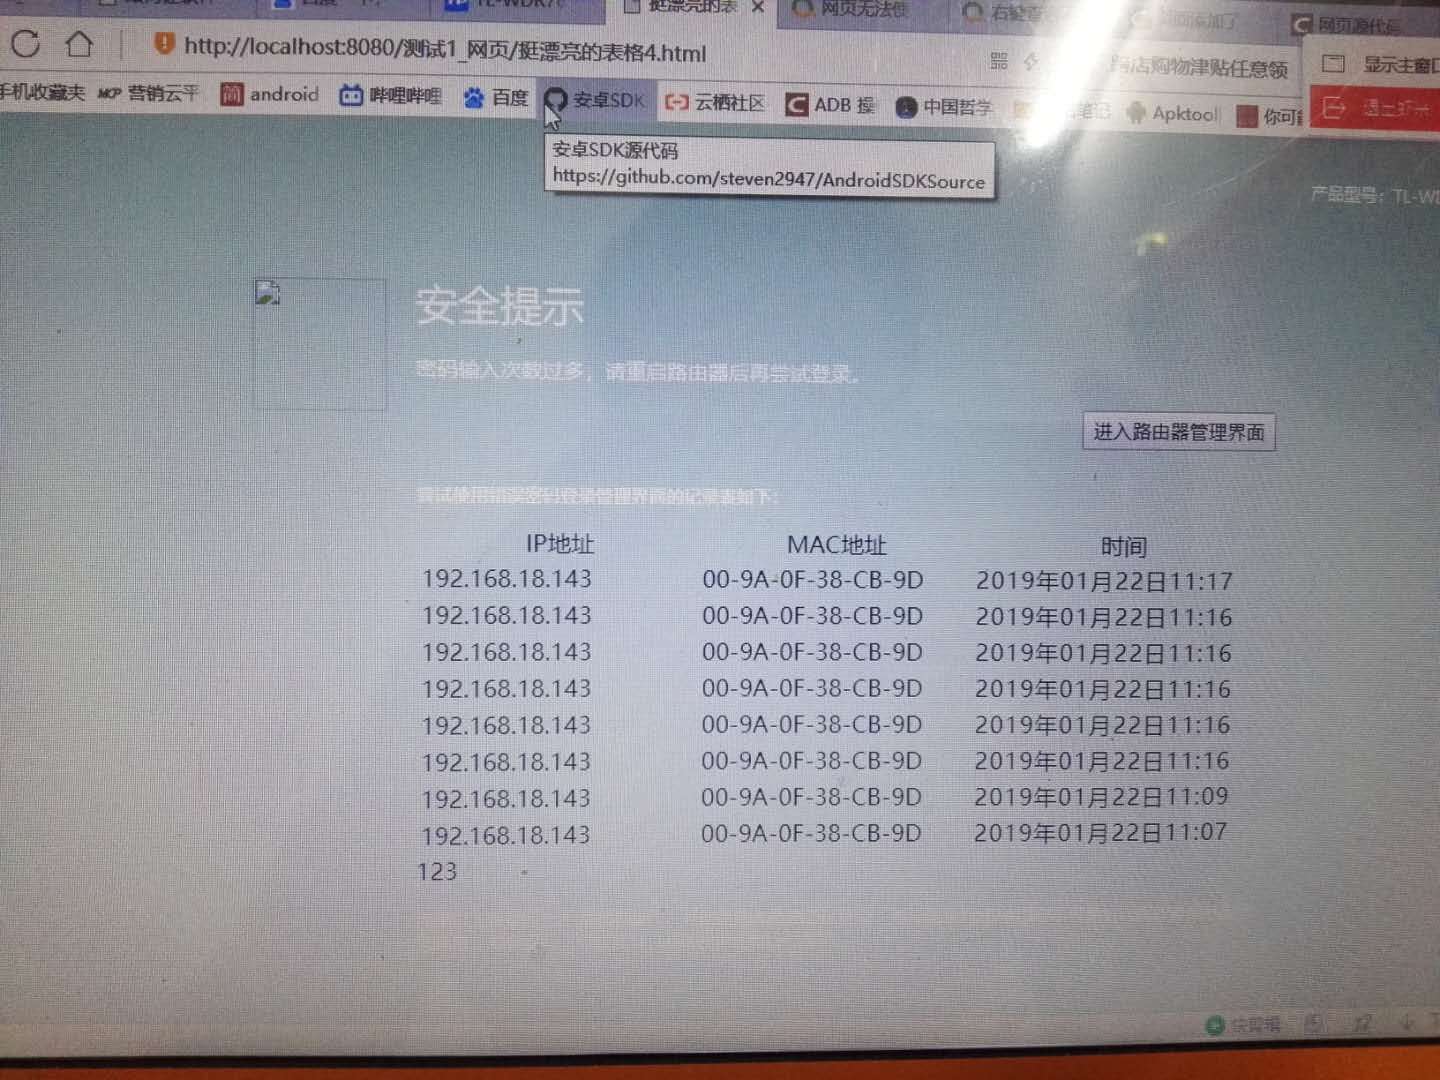 TL-WDR7
挺漂亮的表
网页无法使
网页源代码
http://localhost:8080/测试1_网页/挺漂亮的表格4.html
跨店购物津贴任意领
显示主窗口
手机收藏夹 MCP 营销云平 简 android 哔哩哔哩 百度 安卓SDK 云栖社区 ADB 操 中国哲学 笔记 Apktool 你可能
安卓SDK源代码
https://github.com/steven2947/AndroidSDKSource
产品型号：TL-WD
安全提示
密码输入次数过多，请重启路由器后再尝试登录。
进入路由器管理界面
尝试使用错误密码登录管理界面的记录表如下：
IP地址 MAC地址 时间
192.168.18.143 00-9A-0F-38-CB-9D 2019年01月22日11:17
192.168.18.143 00-9A-0F-38-CB-9D 2019年01月22日11:16
192.168.18.143 00-9A-0F-38-CB-9D 2019年01月22日11:16
192.168.18.143 00-9A-0F-38-CB-9D 2019年01月22日11:16
192.168.18.143 00-9A-0F-38-CB-9D 2019年01月22日11:16
192.168.18.143 00-9A-0F-38-CB-9D 2019年01月22日11:16
192.168.18.143 00-9A-0F-38-CB-9D 2019年01月22日11:09
192.168.18.143 00-9A-0F-38-CB-9D 2019年01月22日11:07
123
快剪辑